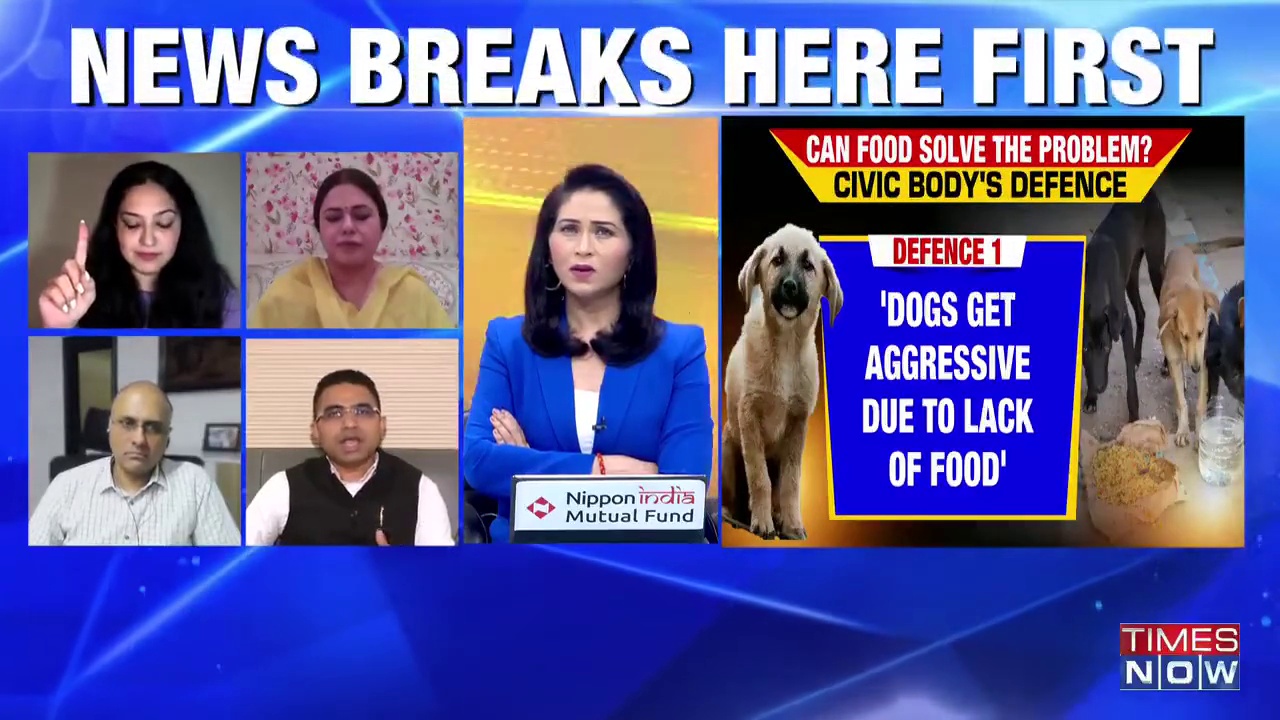 NEWS BREAKS HERE FIRST
CAN FOOD SOLVE THE PROBLEM?
CIVIC BODY'S DEFENCE
DEFENCE 1
'DOGS GET
AGGRESSIVE
DUE TO LACK
OF FOOD'
Nippon india
Mutual Fund
TIMES
NOW